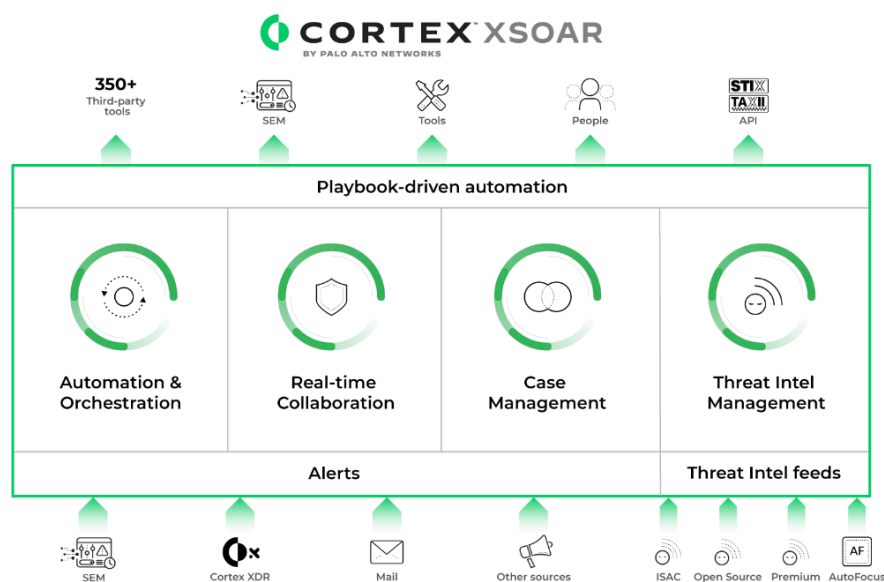 CORTEX™ XSOAR
BY PALO ALTO NETWORKS
350+
Third-party
tools
SEM
Tools
People
STIX
TAXII
API
Playbook-driven automation
Automation &
Orchestration
Real-time
Collaboration
Case
Management
Threat Intel
Management
Alerts
Threat Intel feeds
SEM
Cortex XDR
Mail
Other sources
ISAC
Open Source
Premium
AF
AutoFocus